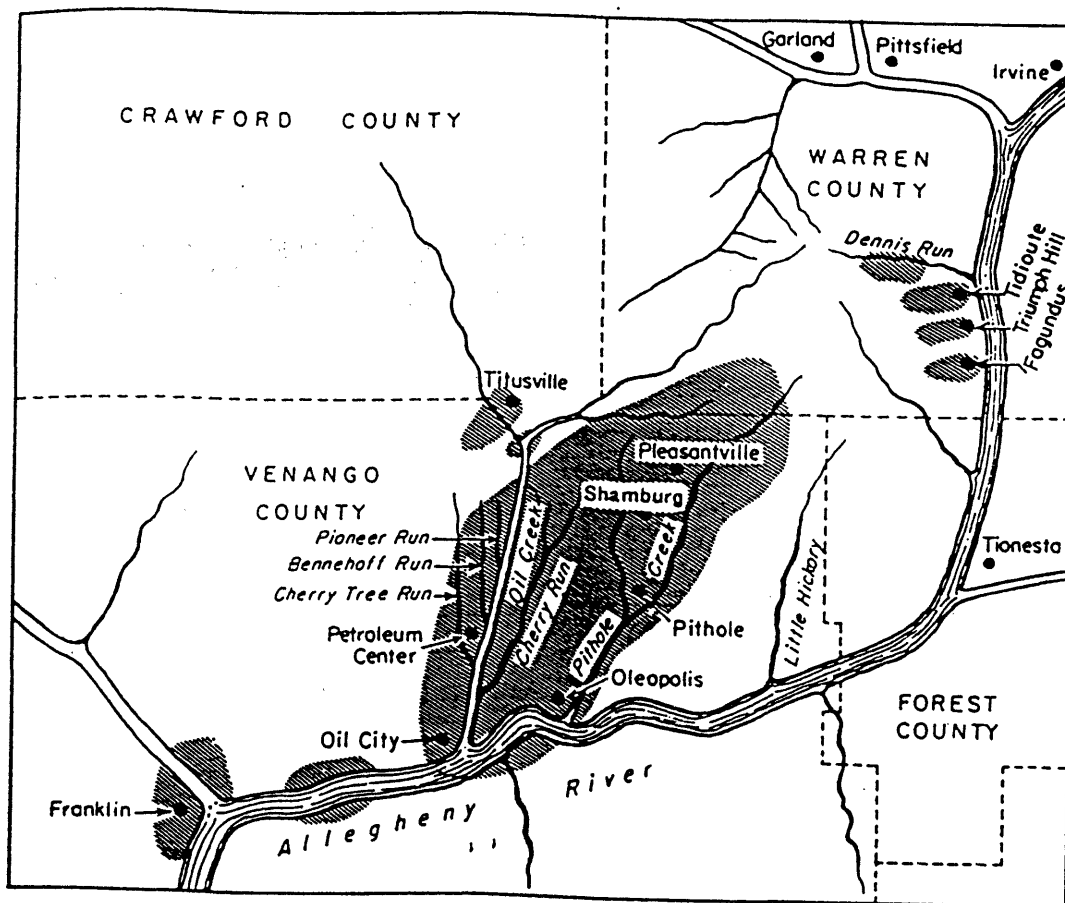 Garland
Pittsfield
Irvine
CRAWFORD COUNTY
WARREN
COUNTY
Dennis Run
Tidioute
Triumph Hill
Fagundus
Titusville
VENANGO
COUNTY
Pleasantville
Shamburg
Pioneer Run
Bennehoff Run
Cherry Tree Run
Oil Creek
Cherry Run
Pithole Creek
Little Hickory
Tionesta
Petroleum
Center
Pithole
Oleopolis
FOREST
COUNTY
Oil City
Franklin
Allegheny River